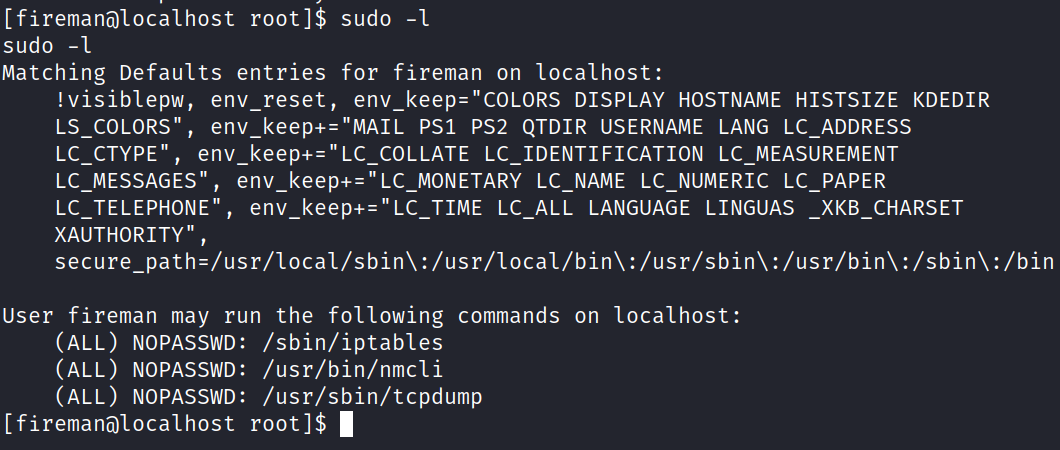 [fireman@localhost root]$ sudo -l
sudo -l
Matching Defaults entries for fireman on localhost:
    !visiblepw, env_reset, env_keep="COLORS DISPLAY HOSTNAME HISTSIZE KDEDIR
    LS_COLORS", env_keep+="MAIL PS1 PS2 QTDIR USERNAME LANG LC_ADDRESS
    LC_CTYPE", env_keep+="LC_COLLATE LC_IDENTIFICATION LC_MEASUREMENT
    LC_MESSAGES", env_keep+="LC_MONETARY LC_NAME LC_NUMERIC LC_PAPER
    LC_TELEPHONE", env_keep+="LC_TIME LC_ALL LANGUAGE LINGUAS _XKB_CHARSET
    XAUTHORITY",
    secure_path=/usr/local/sbin\:/usr/local/bin\:/usr/sbin\:/usr/bin\:/sbin\:/bin

User fireman may run the following commands on localhost:
    (ALL) NOPASSWD: /sbin/iptables
    (ALL) NOPASSWD: /usr/bin/nmcli
    (ALL) NOPASSWD: /usr/sbin/tcpdump
[fireman@localhost root]$